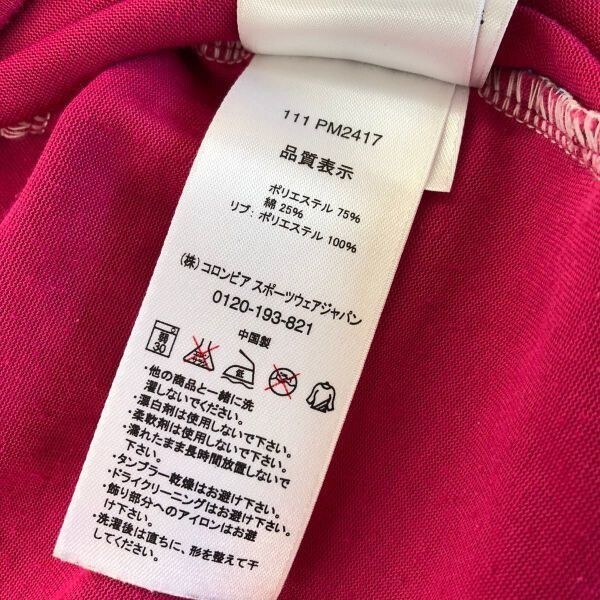 111 PM2417
品質表示
ポリエステル 75%
綿 25%
リブ: ポリエステル 100%
(株) コロンビア スポーツウェアジャパン
0120-193-821
中国製
弱
30
エンソ
サラシ
低
・他の商品と一緒に洗
濯しないでください。
・漂白剤は使用しないで下さい。
・柔軟剤は使用しないで下さい。
・濡れたまま長時間放置しないで
下さい。
・タンブラー乾燥はお避け下さい。
・ドライクリーニングはお避け下さい。
・飾り部分へのアイロンはお避
け下さい。
・洗濯後は直ちに、形を整えて干
してください。